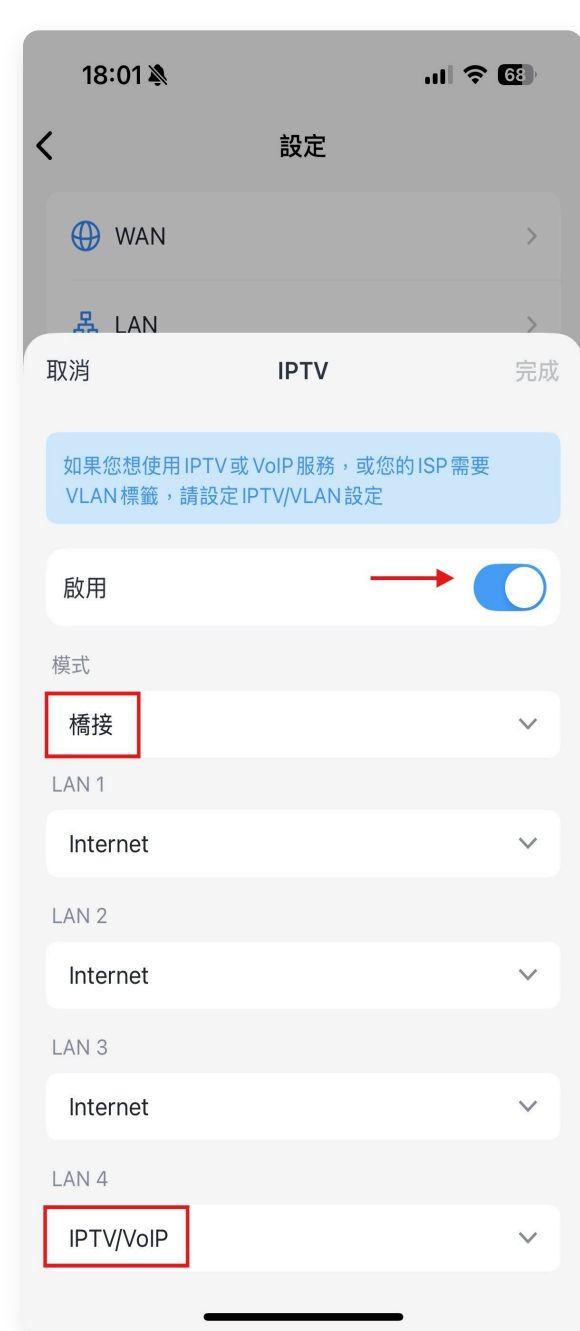 18:01
68
設定
WAN
LAN
取消
IPTV
完成
如果您想使用IPTV或VoIP服務，或您的ISP需要
VLAN標籤，請設定IPTV/VLAN設定
啟用
模式
橋接
LAN 1
Internet
LAN 2
Internet
LAN 3
Internet
LAN 4
IPTV/VoIP